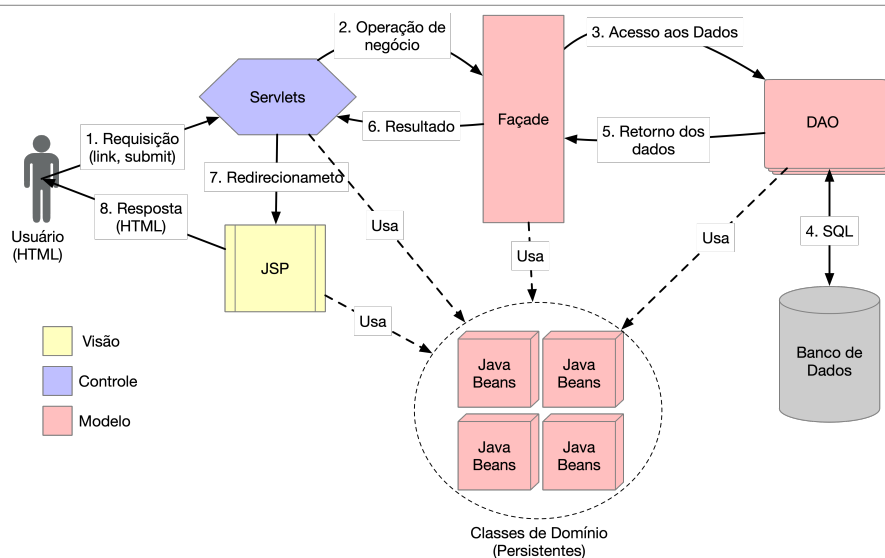 2. Operação de
negócio
3. Acesso aos Dados
Servlets
Façade
DAO
1. Requisição
(link, submit)
6. Resultado
5. Retorno dos
dados
7. Redirecionameto
8. Resposta
(HTML)
Usuário
(HTML)
JSP
Usa
Usa
Usa
4. SQL
Usa
Visão
Controle
Modelo
Java
Beans
Java
Beans
Java
Beans
Java
Beans
Banco de
Dados
Classes de Domínio
(Persistentes)